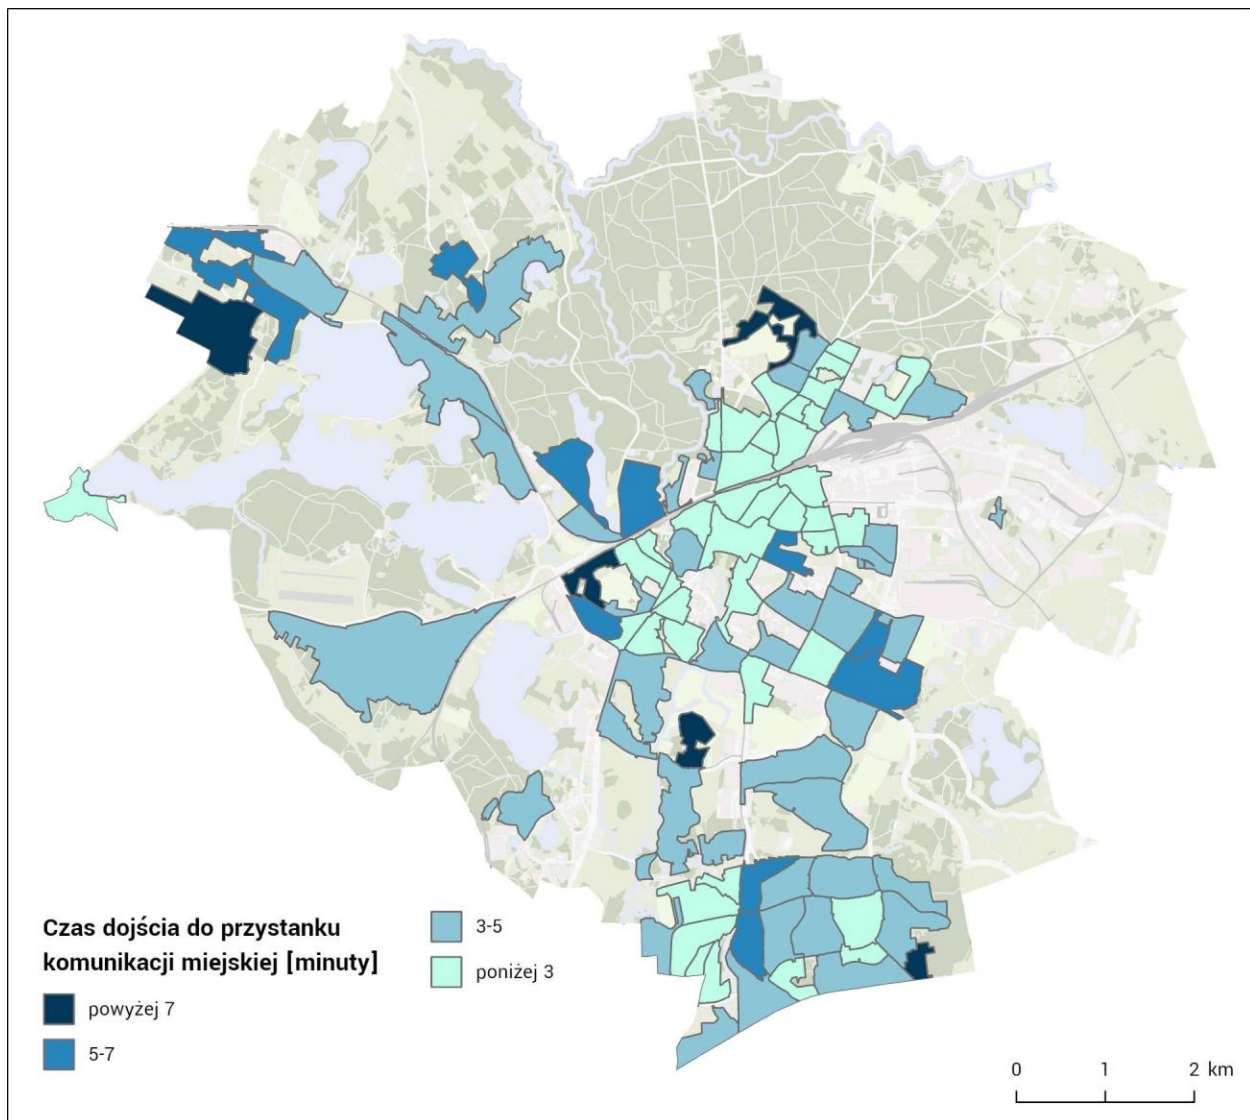 Czas dojścia do przystanku
komunikacji miejskiej [minuty]
powyżej 7
5-7
3-5
poniżej 3
0 1 2 km